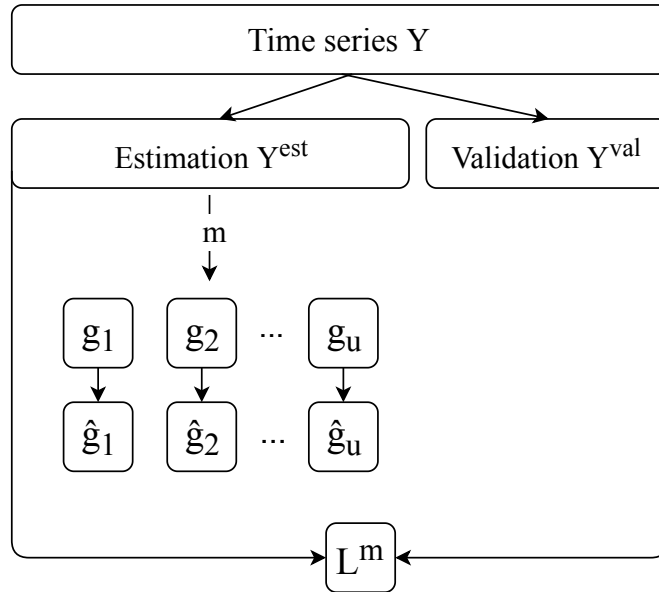 Time series Y
Estimation Y^est Validation Y^val
m
g₁ g₂ ... gᵤ
ĝ₁ ĝ₂ ... ĝᵤ
L^m